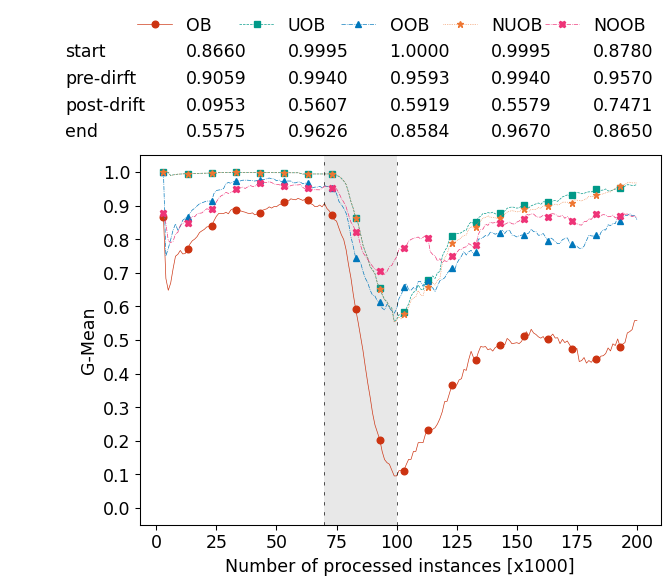 OB UOB OOB NUOB NOOB
start 0.8660 0.9995 1.0000 0.9995 0.8780
pre-dirft 0.9059 0.9940 0.9593 0.9940 0.9570
post-drift 0.0953 0.5607 0.5919 0.5579 0.7471
end 0.5575 0.9626 0.8584 0.9670 0.8650
1.0
0.9
0.8
0.7
0.6
0.5
0.4
0.3
0.2
0.1
0.0
G-Mean
0 25 50 75 100 125 150 175 200
Number of processed instances [x1000]